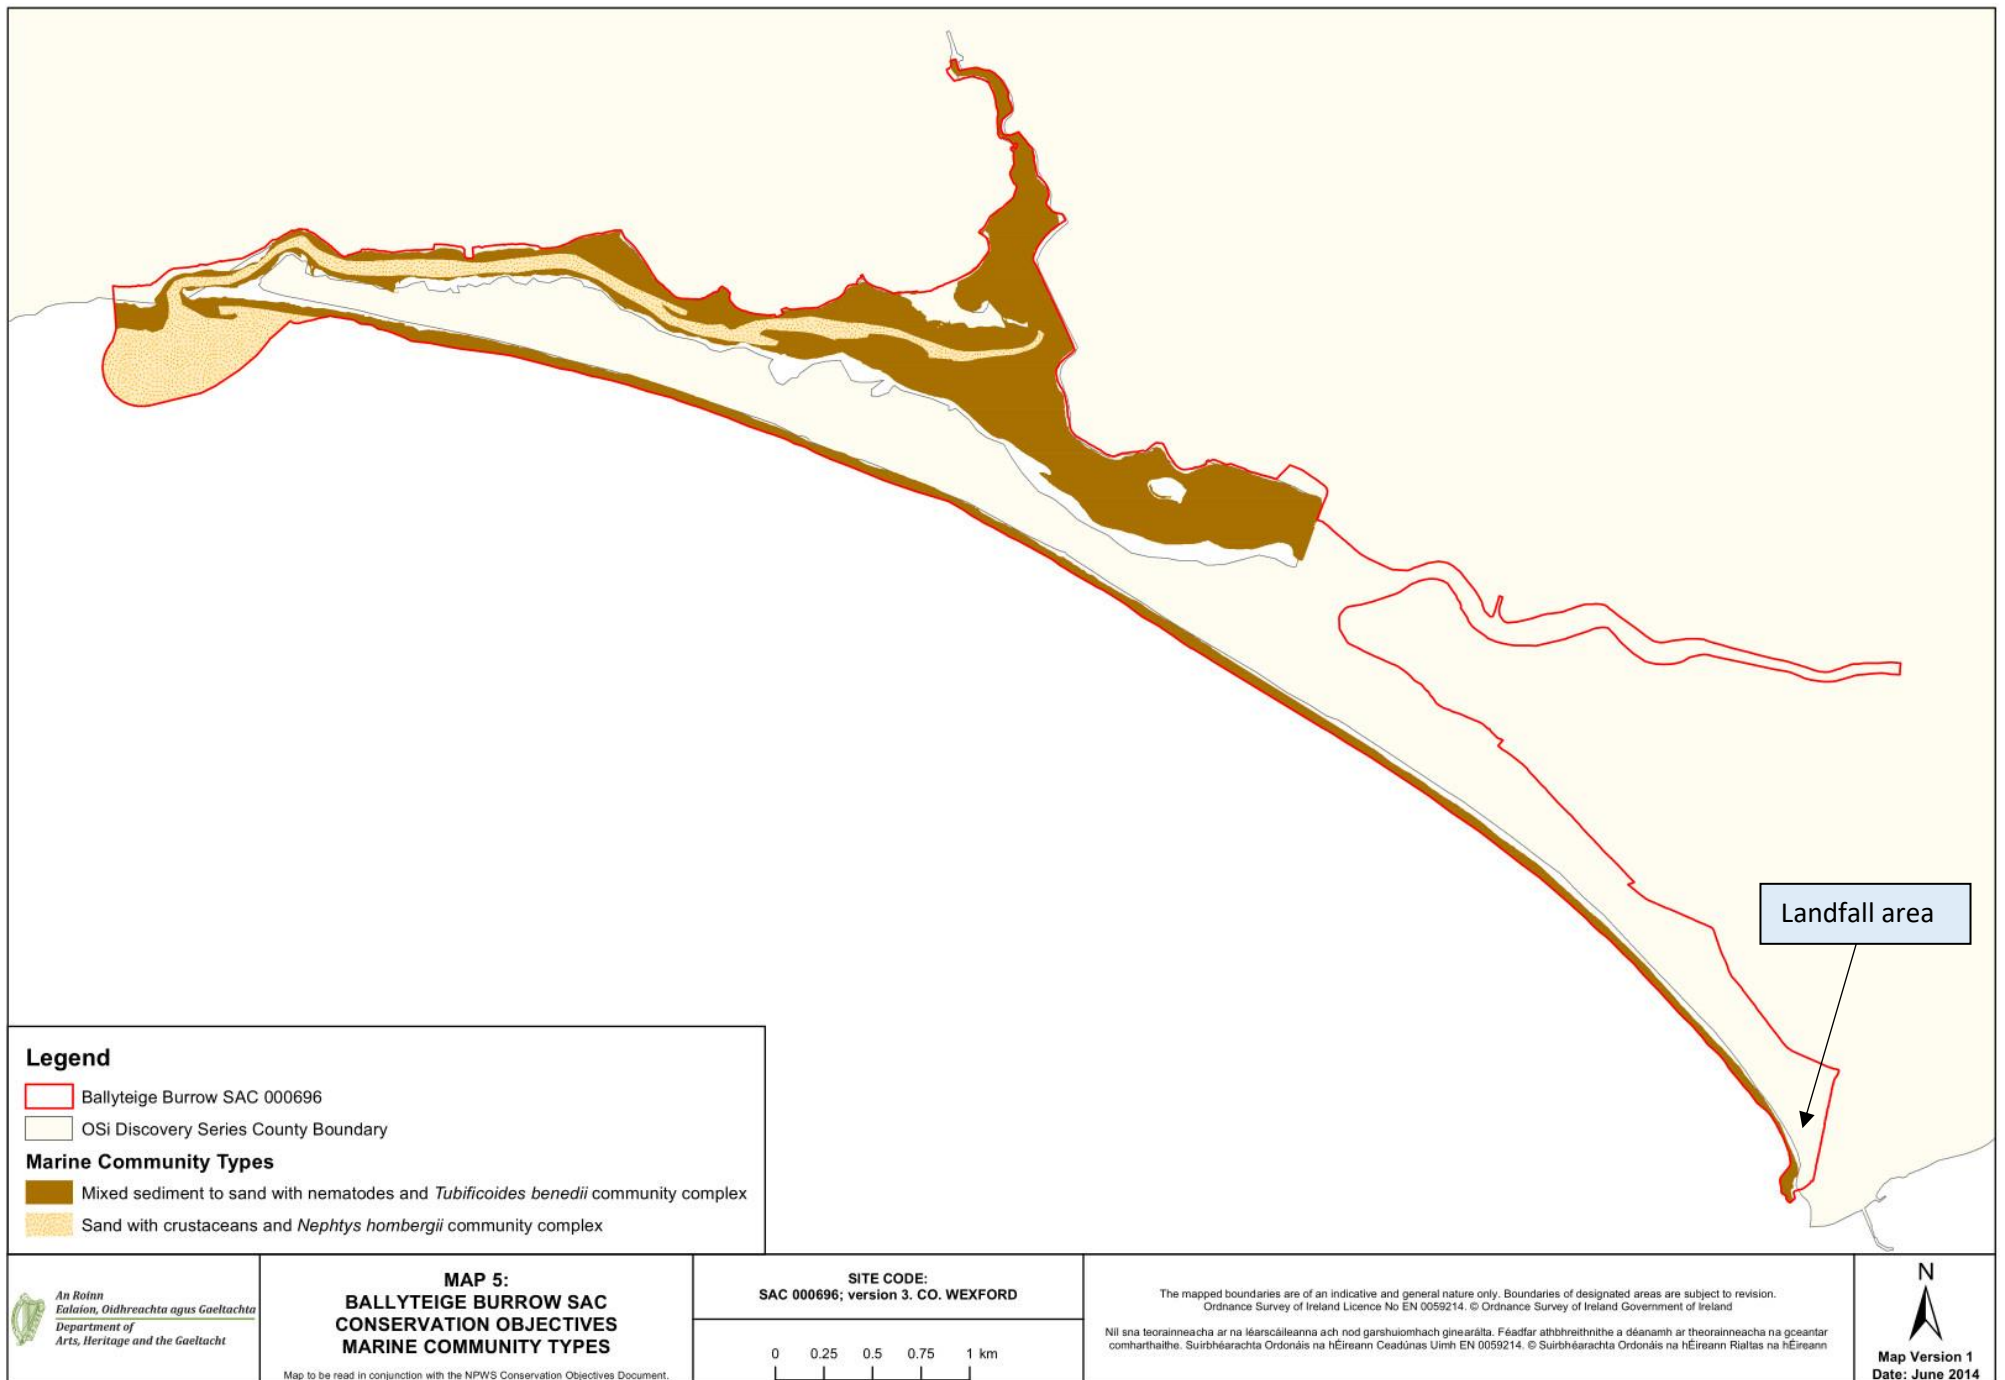 Landfall area
Legend
Ballyteige Burrow SAC 000696
OSi Discovery Series County Boundary
Marine Community Types
Mixed sediment to sand with nematodes and Tubificoides benedii community complex
Sand with crustaceans and Nephtys hombergii community complex
An Roinn
Ealaíon, Oidhreachta agus Gaeltachta
Department of
Arts, Heritage and the Gaeltacht
MAP 5:
BALLYTEIGE BURROW SAC
CONSERVATION OBJECTIVES
MARINE COMMUNITY TYPES
Map to be read in conjunction with the NPWS Conservation Objectives Document.
SITE CODE:
SAC 000696; version 3. CO. WEXFORD
0 0.25 0.5 0.75 1 km
The mapped boundaries are of an indicative and general nature only. Boundaries of designated areas are subject to revision.
Ordnance Survey of Ireland Licence No EN 0059214. © Ordnance Survey of Ireland Government of Ireland
Níl sna teorainneacha ar na léarscáileanna ach nod garshuiomhach ginearálta. Féadfar athbhreithnithe a déanamh ar theorainneacha na gceantar
comharthaithe. Suirbhéarachta Ordonáis na hÉireann Ceadúnas Uimh EN 0059214. © Suirbhéarachta Ordonáis na hÉireann Rialtas na hÉireann
N
Map Version 1
Date: June 2014